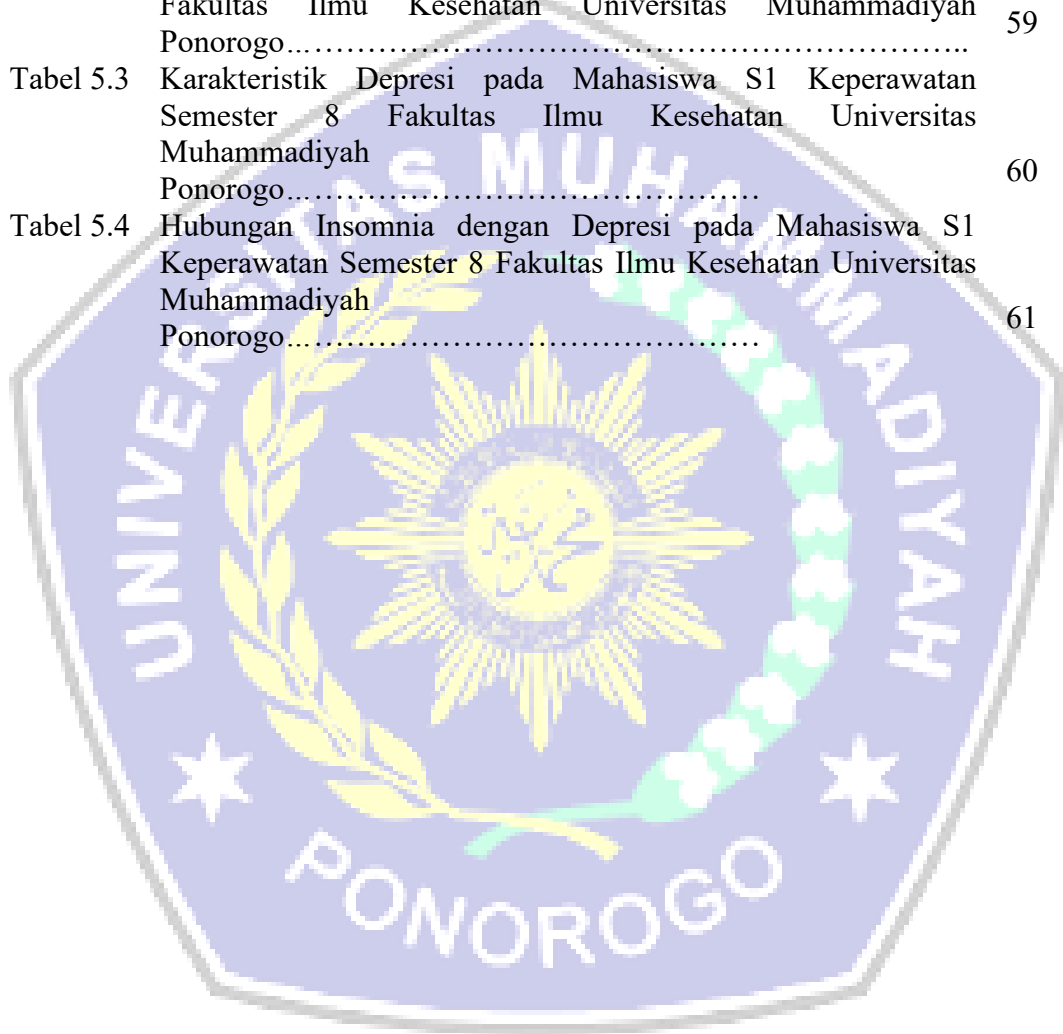 Fakultas Ilmu Kesehatan Universitas Muhammadiyah
Ponorogo………………………………………………………….. 59
Tabel 5.3 Karakteristik Depresi pada Mahasiswa S1 Keperawatan
Semester 8 Fakultas Ilmu Kesehatan Universitas
Muhammadiyah
Ponorogo………………………………………… 60
Tabel 5.4 Hubungan Insomnia dengan Depresi pada Mahasiswa S1
Keperawatan Semester 8 Fakultas Ilmu Kesehatan Universitas
Muhammadiyah
Ponorogo………………………………………… 61
UNIVERSITAS MUHAMMADIYAH
PONOROGO